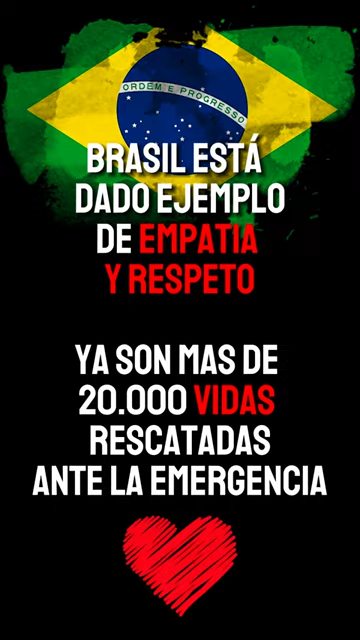 ORDEM E PROGRESSO
BRASIL ESTÁ
DADO EJEMPLO
DE EMPATIA
Y RESPETO
YA SON MAS DE
20.000 VIDAS
RESCATADAS
ANTE LA EMERGENCIA